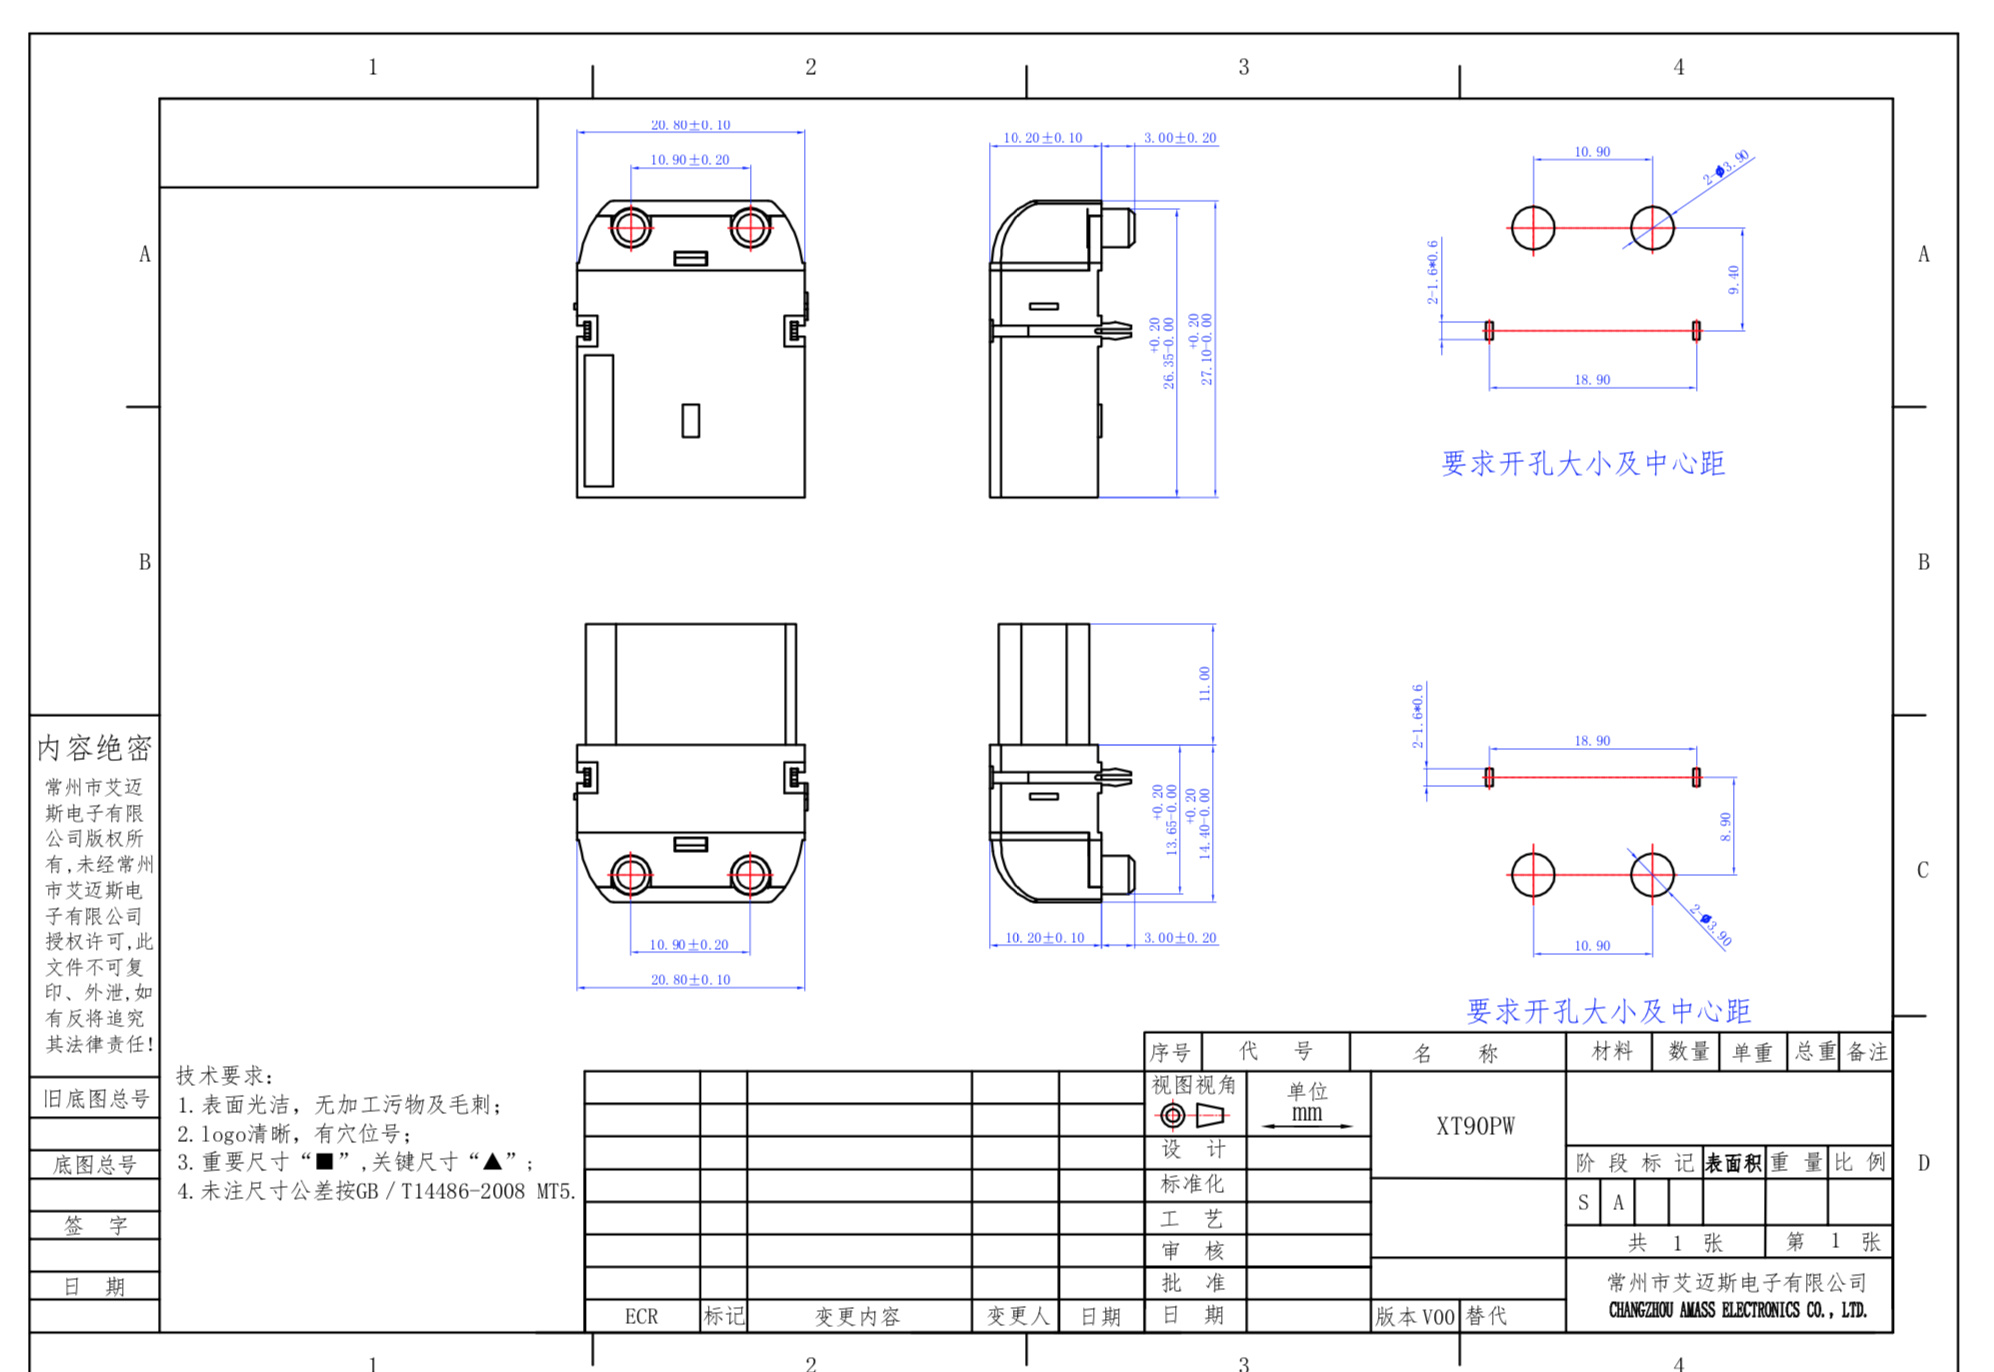 1 2 3 4
20.80±0.10
10.90±0.20
10.20±0.10 3.00±0.20
+0.20
26.35-0.00
+0.20
27.10-0.00
10.90
2-ø3.90
2-1.6*0.6
9.40
18.90
要求开孔大小及中心距
A A
B B
11.00
+0.20
13.65-0.00
+0.20
14.40-0.00
10.20±0.10 3.00±0.20
10.90±0.20
20.80±0.10
2-1.6*0.6
18.90
8.90
2-ø3.90
10.90
要求开孔大小及中心距
C
D
内容绝密
常州市艾迈
斯电子有限
公司版权所
有,未经常州
市艾迈斯电
子有限公司
授权许可,此
文件不可复
印、外泄,如
有反将追究
其法律责任!
旧底图总号
底图总号
签 字
日 期
技术要求:
1.表面光洁, 无加工污物及毛刺;
2.logo清晰, 有穴位号;
3.重要尺寸“■”,关键尺寸“▲”;
4.未注尺寸公差按GB/T14486-2008 MT5.
序号 代 号 名 称 材料 数量 单重 总重 备注
视图视角 单位
mm
XT90PW
设 计
标准化
工 艺
审 核
批 准
日 期
阶 段 标 记 表面积 重 量 比 例
S A
共 1 张 第 1 张
常州市艾迈斯电子有限公司
CHANGZHOU AMASS ELECTRONICS CO., LTD.
ECR 标记 变更内容 变更人 日期
版本 V00 替代
1 2 3 4